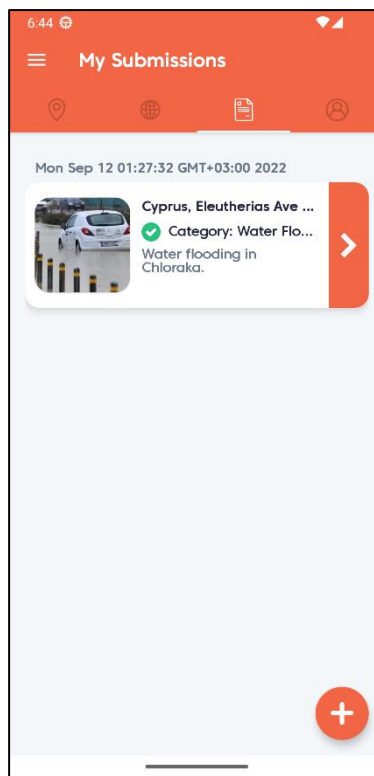 6:44
My Submissions
Mon Sep 12 01:27:32 GMT+03:00 2022
Cyprus, Eleutherias Ave ...
Category: Water Flo...
Water flooding in
Chloraka.